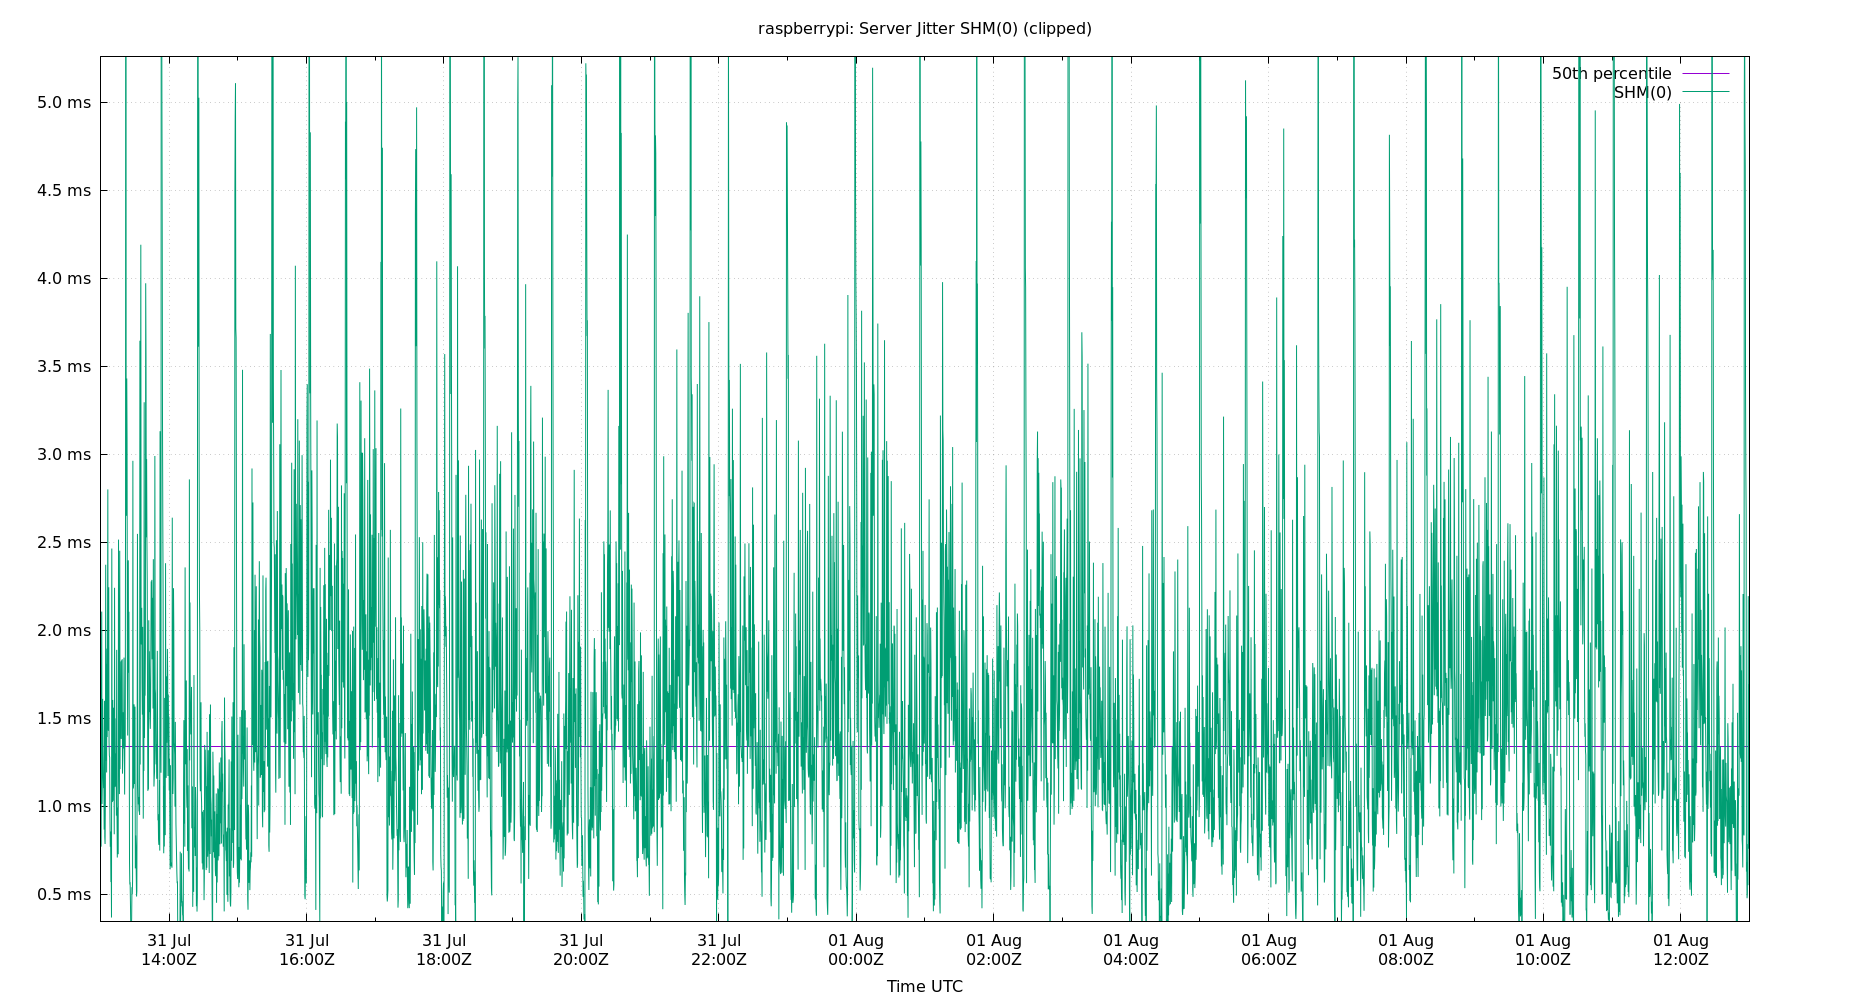 raspberrypi: Server Jitter SHM(0) (clipped)
50th percentile
SHM(0)
5.0 ms
4.5 ms
4.0 ms
3.5 ms
3.0 ms
2.5 ms
2.0 ms
1.5 ms
1.0 ms
0.5 ms
31 Jul 31 Jul 31 Jul 31 Jul 31 Jul 01 Aug 01 Aug 01 Aug 01 Aug 01 Aug 01 Aug 01 Aug
14:00Z 16:00Z 18:00Z 20:00Z 22:00Z 00:00Z 02:00Z 04:00Z 06:00Z 08:00Z 10:00Z 12:00Z
Time UTC